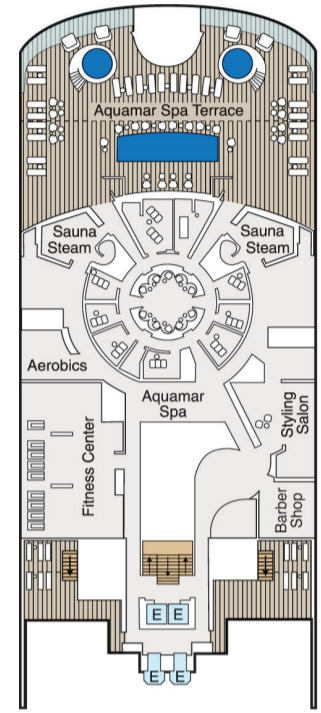 Aquamar Spa Terrace
Sauna
Steam
Sauna
Steam
Aerobics
Aquamar
Spa
Styling
Salon
Fitness Center
Barber
Shop
E E
E E